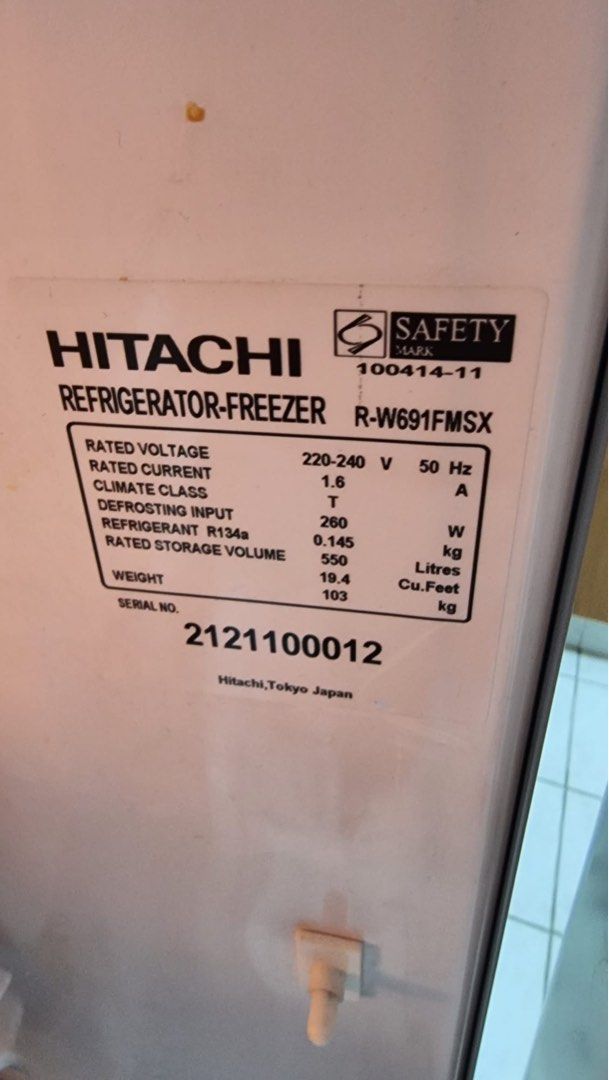 HITACHI
SAFETY
MARK
100414-11
REFRIGERATOR-FREEZER R-W691FMSX
RATED VOLTAGE 220-240 V 50 Hz
RATED CURRENT 1.6 A
CLIMATE CLASS T
DEFROSTING INPUT 260 W
REFRIGERANT R134a 0.145 kg
RATED STORAGE VOLUME 550 Litres
19.4 Cu.Feet
WEIGHT 103 kg
SERIAL NO.
2121100012
Hitachi,Tokyo Japan